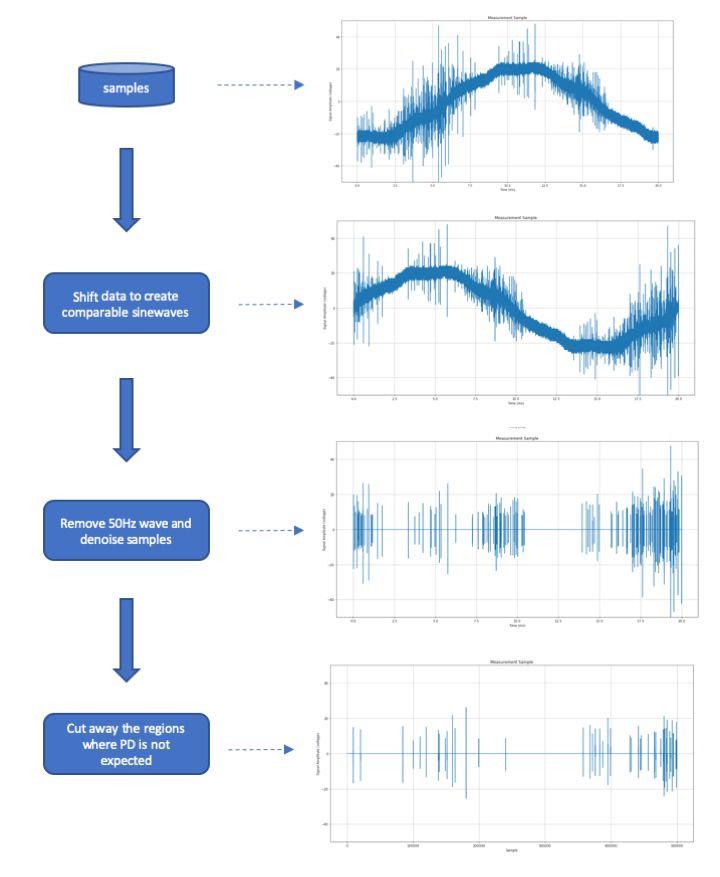 samples
Measurement Sample
Signal Amplitude (voltage)
40
20
0
-20
-40
0.0 2.5 5.0 7.5 10.0 12.5 15.0 17.5 20.0
Time (ms)
Shift data to create
comparable sinewaves
Measurement Sample
Signal Amplitude (voltage)
40
20
0
-20
-40
0.0 2.5 5.0 7.5 10.0 12.5 15.0 17.5 20.0
Time (ms)
Remove 50Hz wave and
denoise samples
Measurement Sample
Signal Amplitude (voltage)
40
20
0
-20
-40
0.0 2.5 5.0 7.5 10.0 12.5 15.0 17.5 20.0
Time (ms)
Cut away the regions
where PD is not
expected
Measurement Sample
Signal Amplitude (voltage)
40
20
0
-20
-40
0 100000 200000 300000 400000 500000
Sample